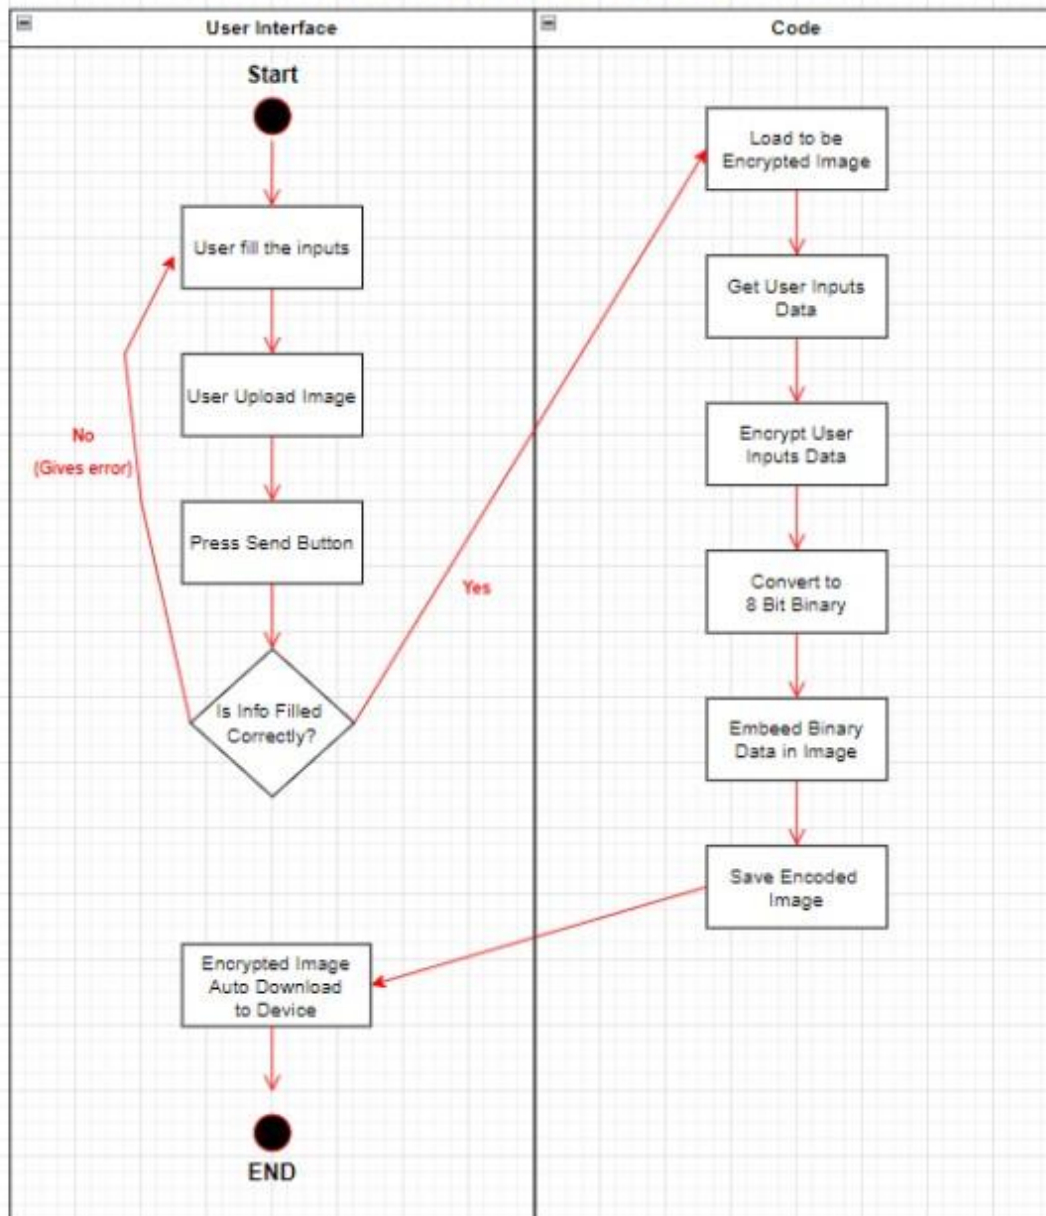 User Interface
Code
Start
User fill the inputs
User Upload Image
No
(Gives error)
Press Send Button
Is Info Filled
Correctly?
Yes
Load to be
Encrypted Image
Get User Inputs
Data
Encrypt User
Inputs Data
Convert to
8 Bit Binary
Embeed Binary
Data in Image
Save Encoded
Image
Encrypted Image
Auto Download
to Device
END